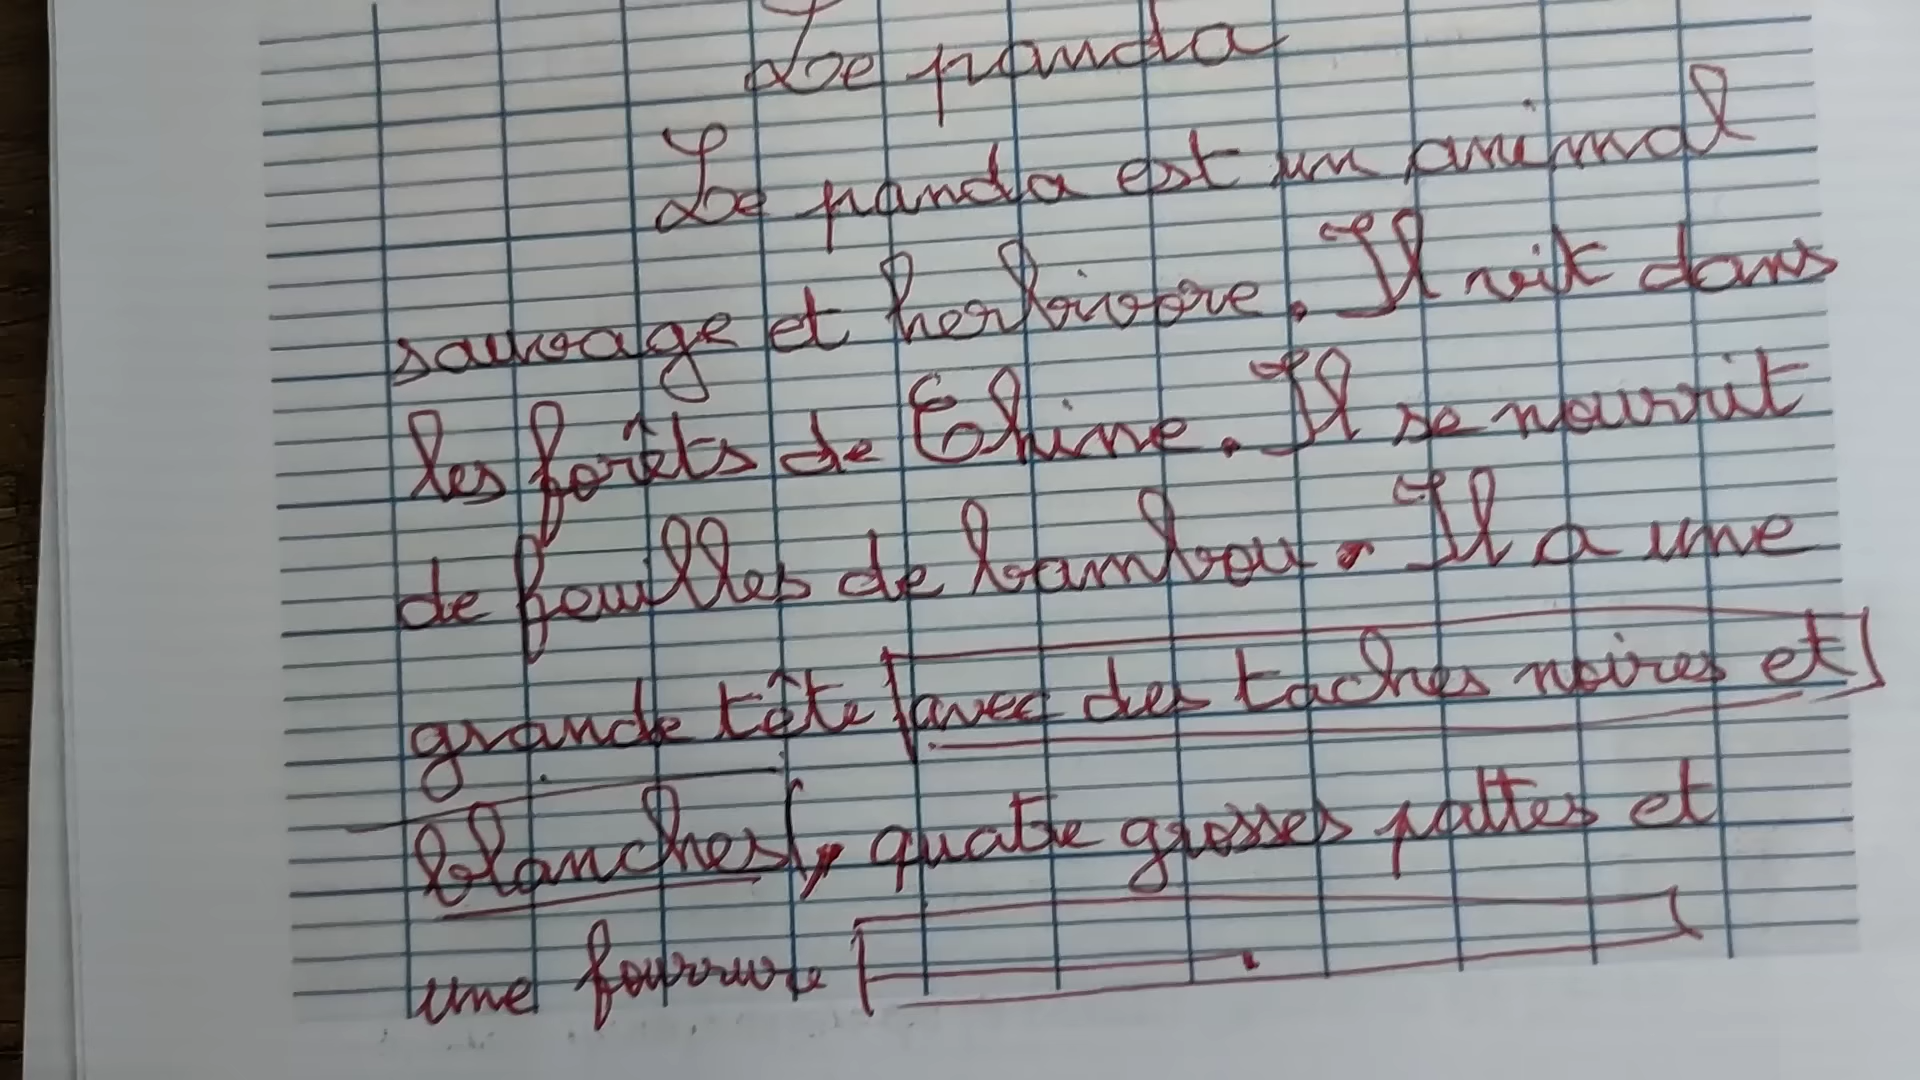 Le panda
Le panda est un animal
sauvage et herbivore. Il vit dans
les forêts de Chine. Il se nourrit
de feuilles de bambou. Il a une
grande tête [avec des taches noires et]
blanches], quatre grosses pattes et
une fourrure [ . ]